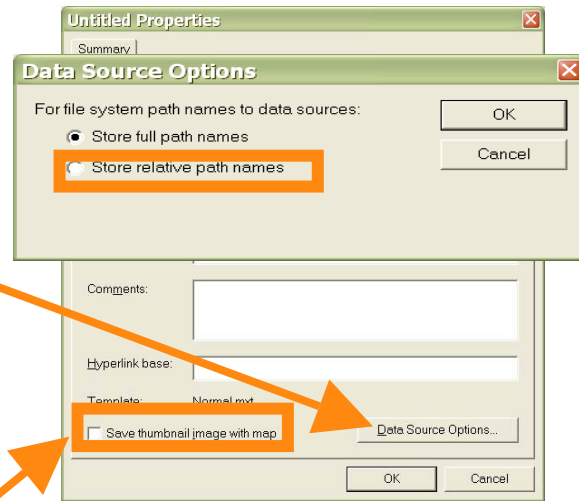 Untitled Properties
Summary
Data Source Options
For file system path names to data sources:
Store full path names
Store relative path names
OK
Cancel
Comments:
Hyperlink base:
Template: Normal.mxt
Save thumbnail image with map
Data Source Options...
OK
Cancel